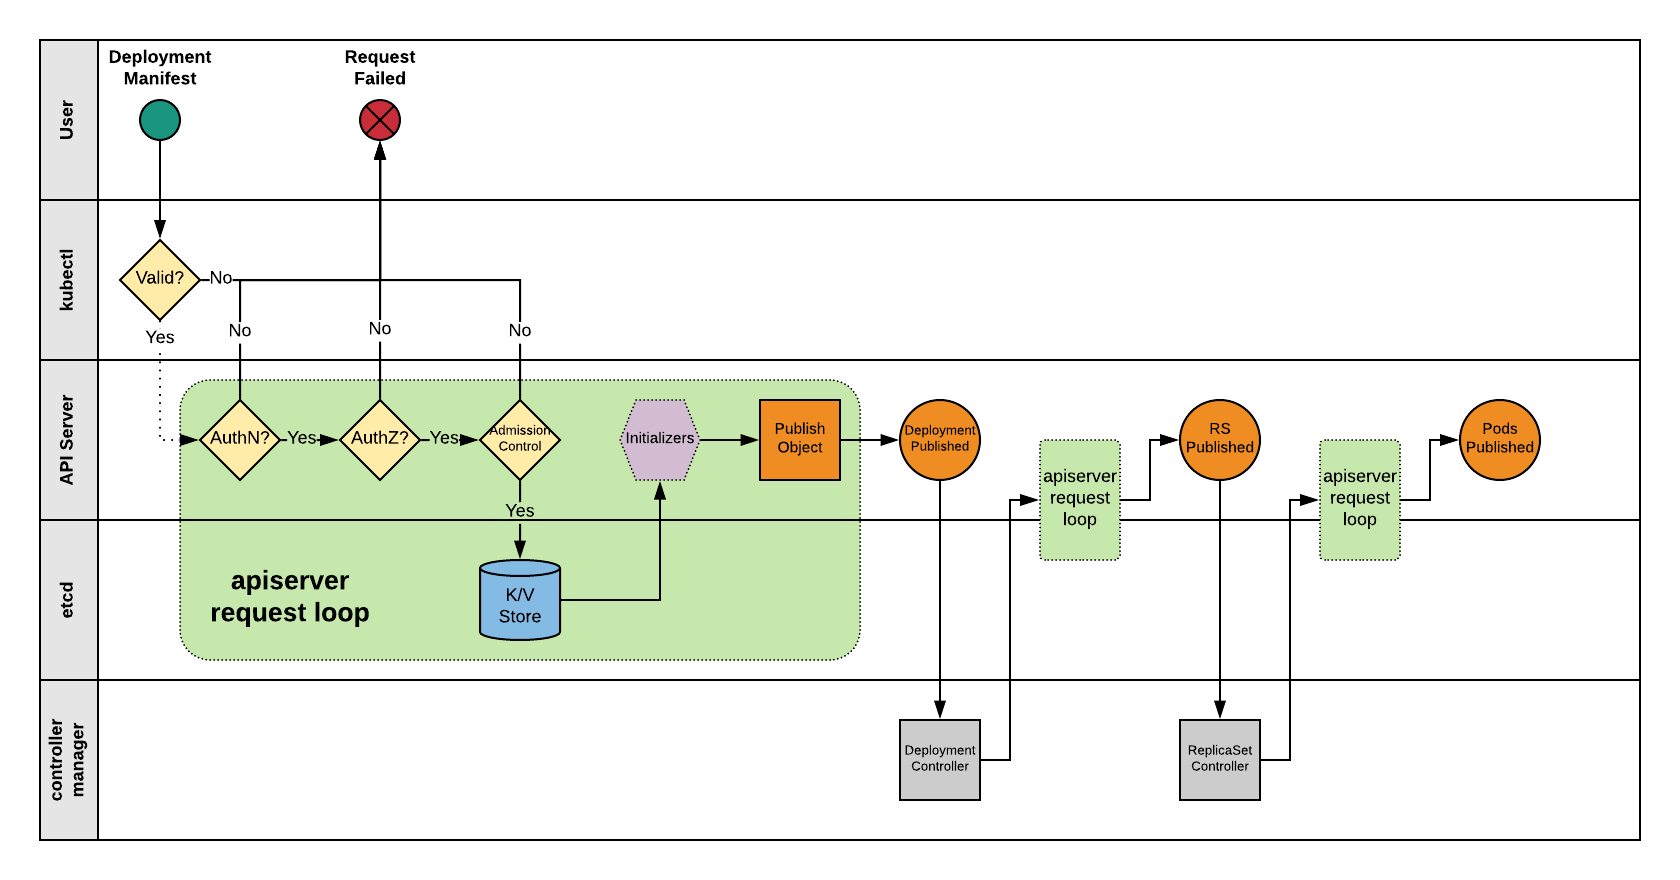 Deployment
Manifest
Request
Failed
User
kubectl
Valid?
No
Yes
No
No
No
API Server
AuthN?
Yes
AuthZ?
Yes
Admission
Control
Initializers
Publish
Object
Deployment
Published
apiserver
request
loop
RS
Published
apiserver
request
loop
Pods
Published
Yes
etcd
apiserver
request loop
K/V
Store
controller
manager
Deployment
Controller
ReplicaSet
Controller